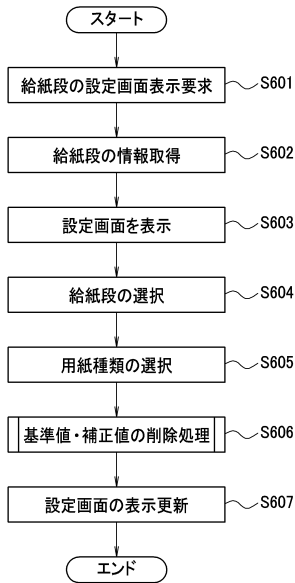 スタート
給紙段の設定画面表示要求 S601
給紙段の情報取得 S602
設定画面を表示 S603
給紙段の選択 S604
用紙種類の選択 S605
基準値・補正値の削除処理 S606
設定画面の表示更新 S607
エンド